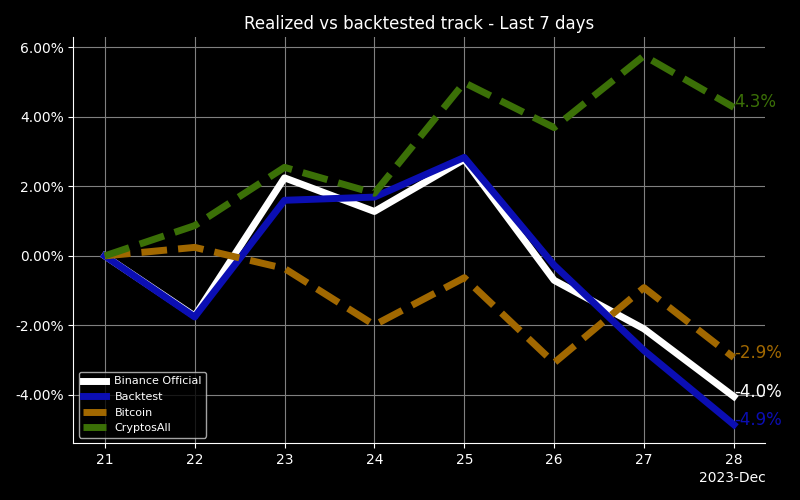 Realized vs backtested track - Last 7 days
6.00%
4.00%
2.00%
0.00%
-2.00%
-4.00%
4.3%
-2.9%
-4.0%
-4.9%
Binance Official
Backtest
Bitcoin
CryptosAll
21 22 23 24 25 26 27 28
2023-Dec